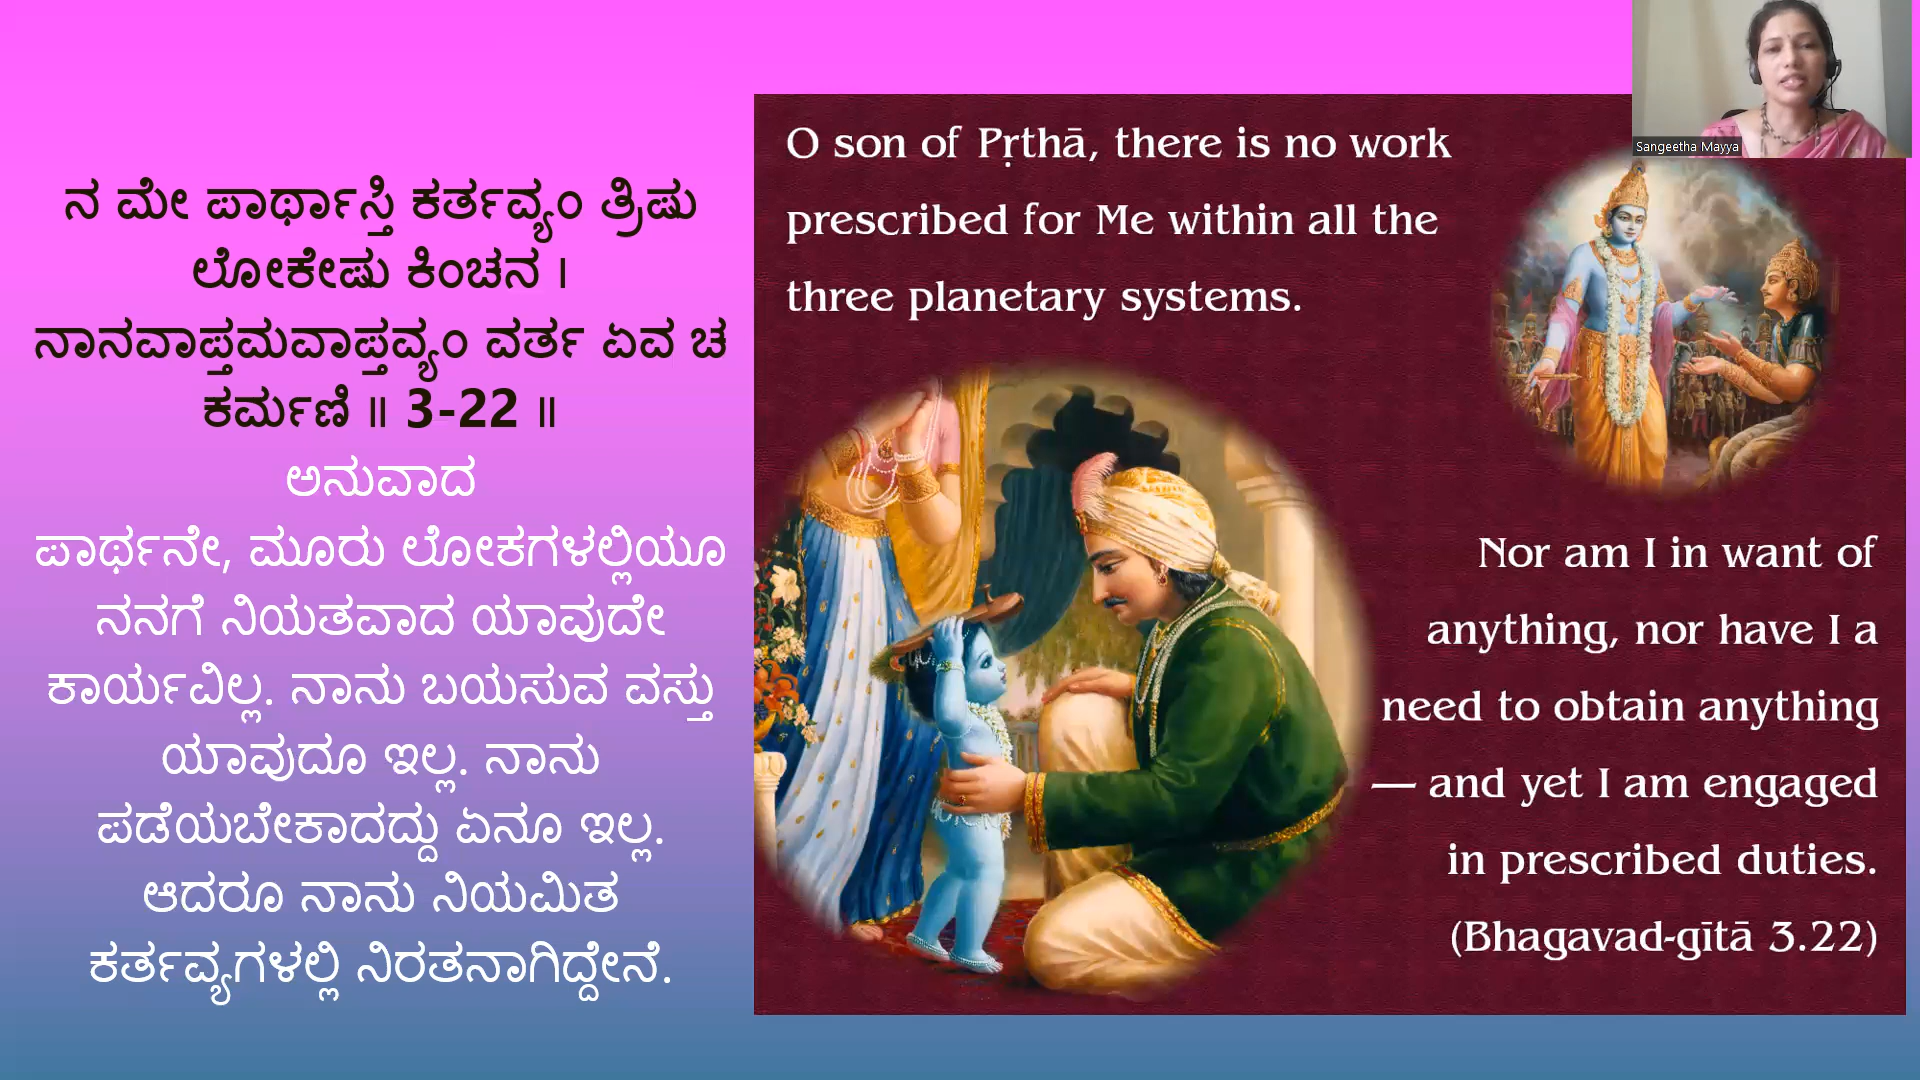 ನ ಮೇ ಪಾರ್ಥಾಸ್ತಿ ಕರ್ತವ್ಯಂ ತ್ರಿಷು
ಲೋಕೇಷು ಕಿಂಚನ ।
ನಾನವಾಪ್ತಮವಾಪ್ತವ್ಯಂ ವರ್ತ ಏವ ಚ
ಕರ್ಮಣಿ ॥ 3-22 ॥
ಅನುವಾದ
ಪಾರ್ಥನೇ, ಮೂರು ಲೋಕಗಳಲ್ಲಿಯೂ
ನನಗೆ ನಿಯತವಾದ ಯಾವುದೇ
ಕಾರ್ಯವಿಲ್ಲ. ನಾನು ಬಯಸುವ ವಸ್ತು
ಯಾವುದೂ ಇಲ್ಲ. ನಾನು
ಪಡೆಯಬೇಕಾದದ್ದು ಏನೂ ಇಲ್ಲ.
ಆದರೂ ನಾನು ನಿಯಮಿತ
ಕರ್ತವ್ಯಗಳಲ್ಲಿ ನಿರತನಾಗಿದ್ದೇನೆ.
O son of Pṛthā, there is no work
prescribed for Me within all the
three planetary systems.
Nor am I in want of
anything, nor have I a
need to obtain anything
— and yet I am engaged
in prescribed duties.
(Bhagavad-gītā 3.22)
Sangeetha Mayya